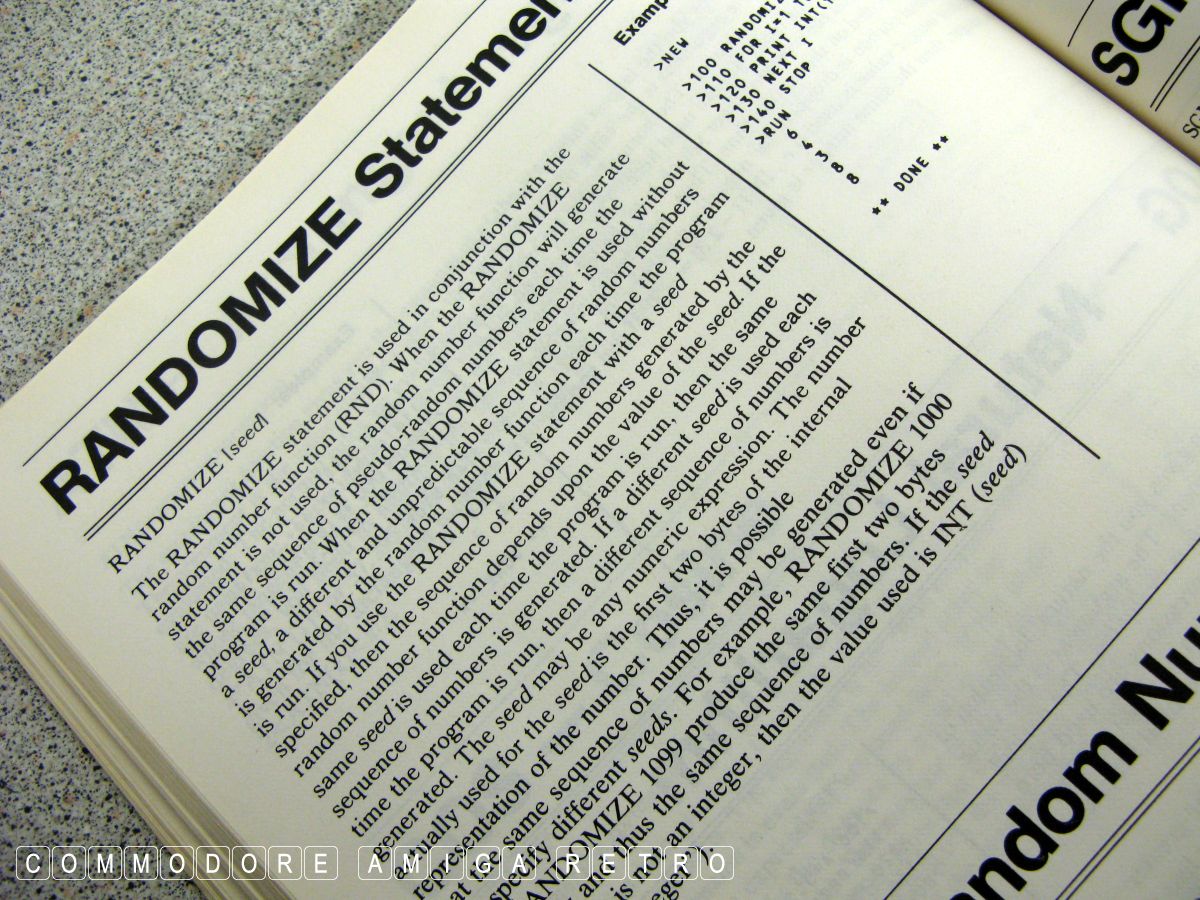 RANDOMIZE Statemen
RANDOMIZE [seed]
The RANDOMIZE statement is used in conjunction with the
random number function (RND). When the RANDOMIZE
statement is not used, the random number function will generate
the same sequence of pseudo-random numbers each time the
program is run. When the RANDOMIZE statement is used without
a seed, a different and unpredictable sequence of random numbers
is generated by the random number function each time the program
is run. If you use the RANDOMIZE statement with a seed
specified, then the sequence of random numbers generated by the
random number function depends upon the value of the seed. If the
same seed is used each time the program is run, then the same
sequence of numbers is generated. If a different seed is used each
time the program is run, then a different sequence of numbers is
generated. The seed may be any numeric expression. The number
actually used for the seed is the first two bytes of the internal
representation of the number. Thus, it is possible
at the same sequence of numbers may be generated even if
specify different seeds. For example, RANDOMIZE 1000
ANDOMIZE 1099 produce the same first two bytes
and thus the same sequence of numbers. If the seed
is not an integer, then the value used is INT (seed)
eger).
Examp
>NEW
>100 RANDOMIZ
>110 FOR I=1 T
>120 PRINT INT(
>130 NEXT I
>140 STOP
>RUN
6
4
3
8
8
** DONE **
SG
andom Nu
COMMODORE AMIGA RETRO